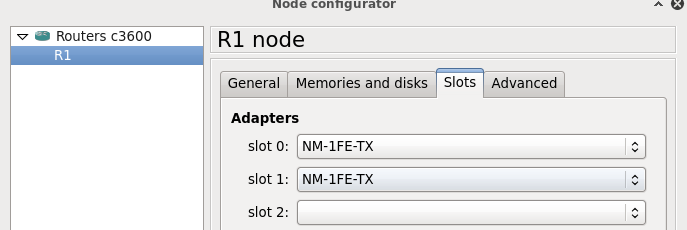 Node configurator
Routers c3600
R1
R1 node
General Memories and disks Slots Advanced
Adapters
slot 0: NM-1FE-TX
slot 1: NM-1FE-TX
slot 2: